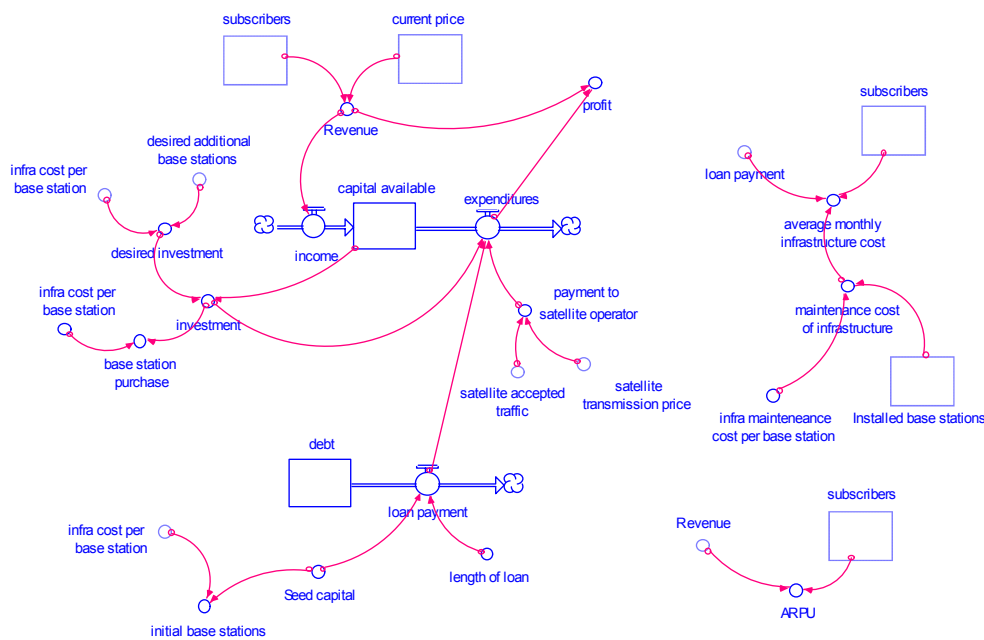 subscribers
current price
profit
Revenue
subscribers
desired additional
base stations
infra cost per
base station
loan payment
capital available
expenditures
desired investment
income
average monthly
infrastructure cost
infra cost per
base station
investment
payment to
satellite operator
maintenance cost
of infrastructure
base station
purchase
satellite accepted
traffic
satellite
transmission price
infra mainteneance
cost per base station
Installed base stations
debt
loan payment
subscribers
infra cost per
base station
Revenue
length of loan
Seed capital
initial base stations
ARPU